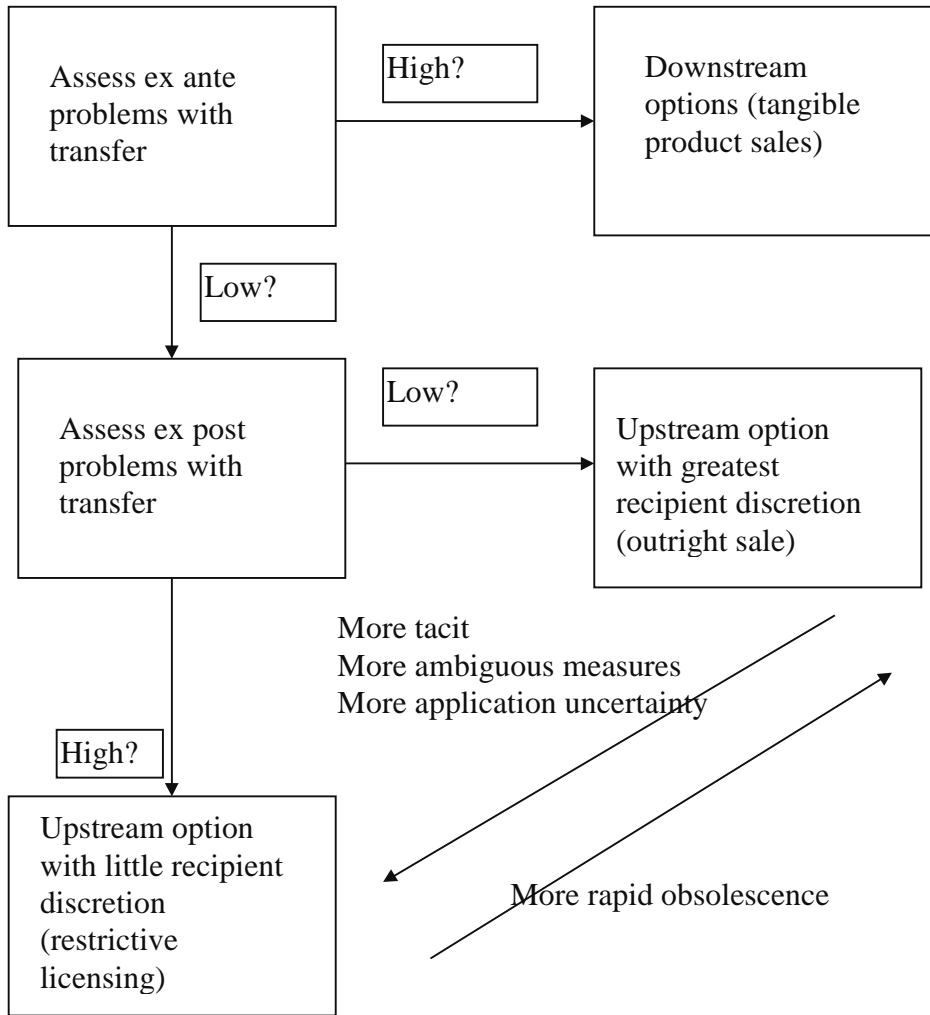 Assess ex ante
problems with
transfer
High?
Downstream
options (tangible
product sales)
Low?
Assess ex post
problems with
transfer
Low?
Upstream option
with greatest
recipient discretion
(outright sale)
More tacit
More ambiguous measures
More application uncertainty
High?
Upstream option
with little recipient
discretion
(restrictive
licensing)
More rapid obsolescence